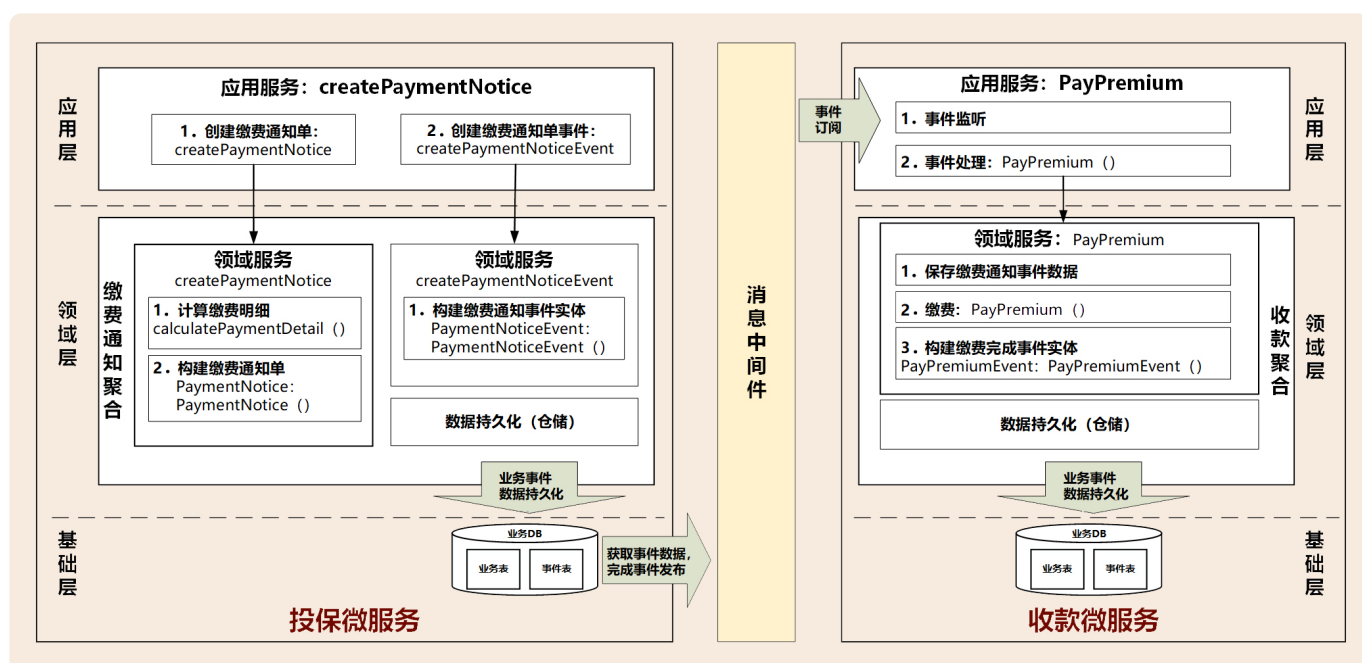 应用层
应用服务：createPaymentNotice
1．创建缴费通知单：
createPaymentNotice
2．创建缴费通知单事件：
createPaymentNoticeEvent
领域层
缴费通知聚合
领域服务
createPaymentNotice
1．计算缴费明细
calculatePaymentDetail（）
2．构建缴费通知单
PaymentNotice：
PaymentNotice（）
领域服务
createPaymentNoticeEvent
1．构建缴费通知事件实体
PaymentNoticeEvent：
PaymentNoticeEvent（）
数据持久化（仓储）
业务事件
数据持久化
基础层
业务DB
业务表
事件表
获取事件数据，
完成事件发布
投保微服务
消息中间件
事件
订阅
应用服务：PayPremium
1．事件监听
2．事件处理：PayPremium（）
应用层
领域服务：PayPremium
1．保存缴费通知事件数据
2．缴费：PayPremium（）
3．构建缴费完成事件实体
PayPremiumEvent：PayPremiumEvent（）
收款聚合
领域层
数据持久化（仓储）
业务事件
数据持久化
业务DB
业务表
事件表
基础层
收款微服务